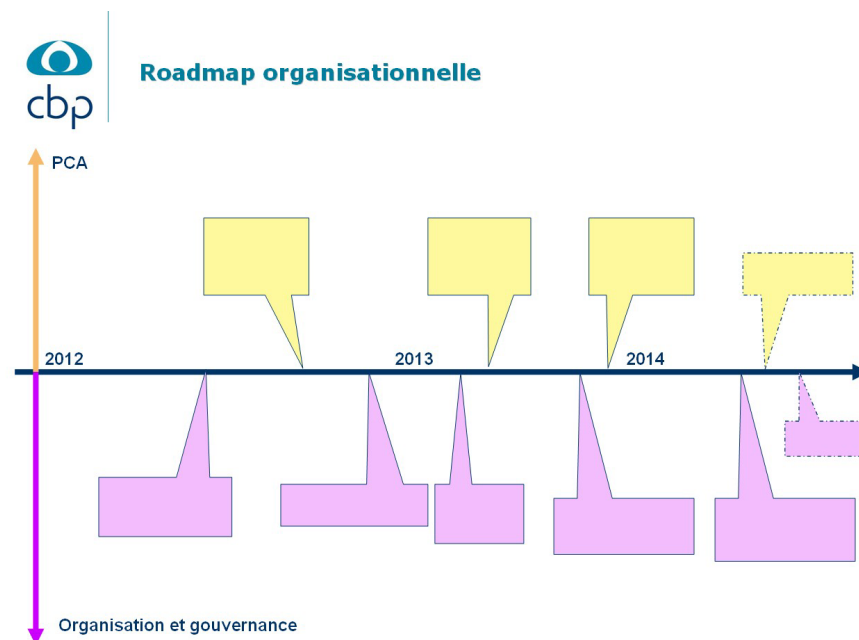 cbp
Roadmap organisationnelle
PCA
2012
2013
2014
Organisation et gouvernance